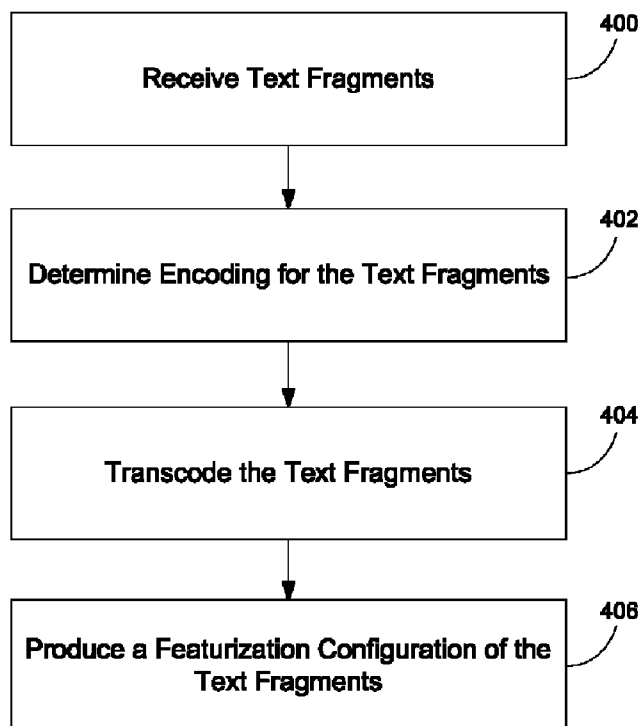 400
Receive Text Fragments
402
Determine Encoding for the Text Fragments
404
Transcode the Text Fragments
406
Produce a Featurization Configuration of the
Text Fragments